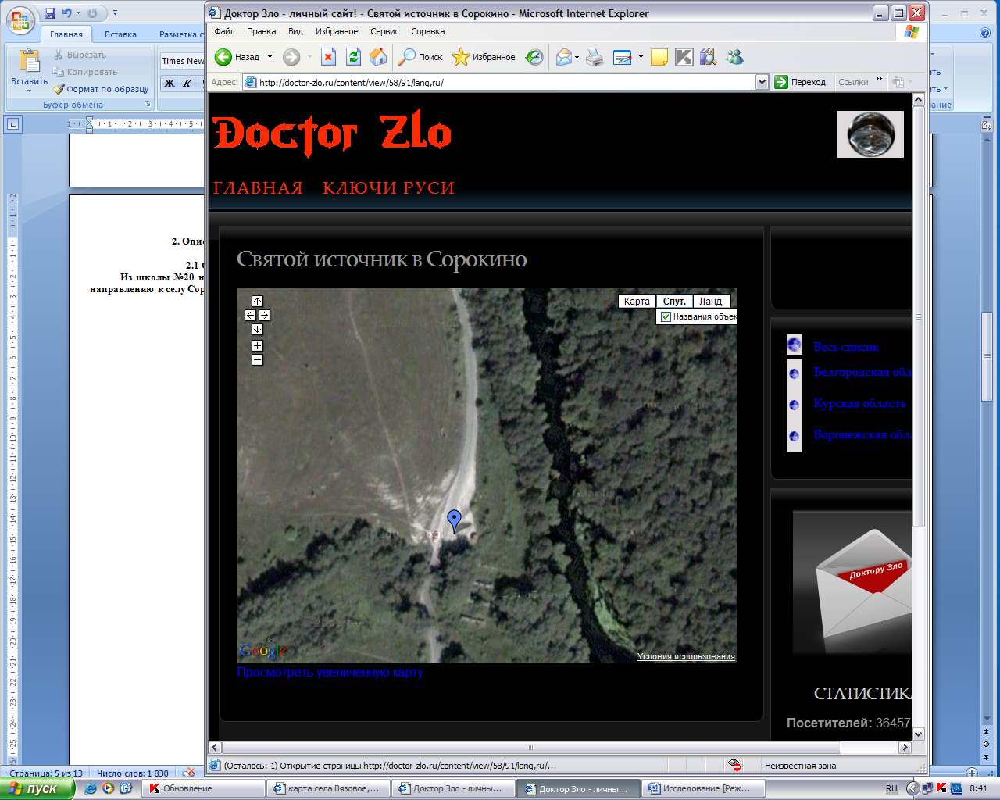 Доктор Зло - личный сайт! - Святой источник в Сорокино - Microsoft Internet Explorer
Файл Правка Вид Избранное Сервис Справка
Назад Поиск Избранное
Адрес: http://doctor-zlo.ru/content/view/58/91/lang,ru/ Переход Ссылки
Главная Вставка Разметка с
Вставить
Вырезать
Копировать
Формат по образцу
Буфер обмена
Times New
Ж К
2. Опи
2.1
Из школы №20 н
направлению к селу Сор
Doctor Zlo
ГЛАВНАЯ КЛЮЧИ РУСИ
Святой источник в Сорокино
Карта Спут. Ланд.
Названия объек
Google
Условия использования
Просмотреть увеличенную карту
Весь список
Белгородская обл
Курская область
Воронежская обла
Доктору Зло
СТАТИСТИКА
Посетителей: 36457
(Осталось: 1) Открытие страницы http://doctor-zlo.ru/content/view/58/91/lang,ru/... Неизвестная зона
Страница: 5 из 13 Число слов: 1 830
пуск Обновление карта села Вязовое,... Доктор Зло - личны... Доктор Зло - личны... Исследование [Реж... RU 8:41